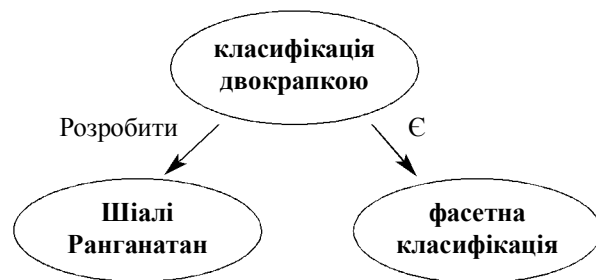 класифікація
двокрапкою
Розробити
Є
Шіалі
Ранганатан
фасетна
класифікація